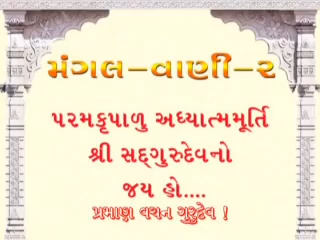 મંગલ-વાણી-૨
પરમકૃપાળુ અધ્યાત્મમૂર્તિ
શ્રી સદ્‌ગુરુદેવનો
જય હો....
પ્રમાણ વચન ગુરુદેવ !